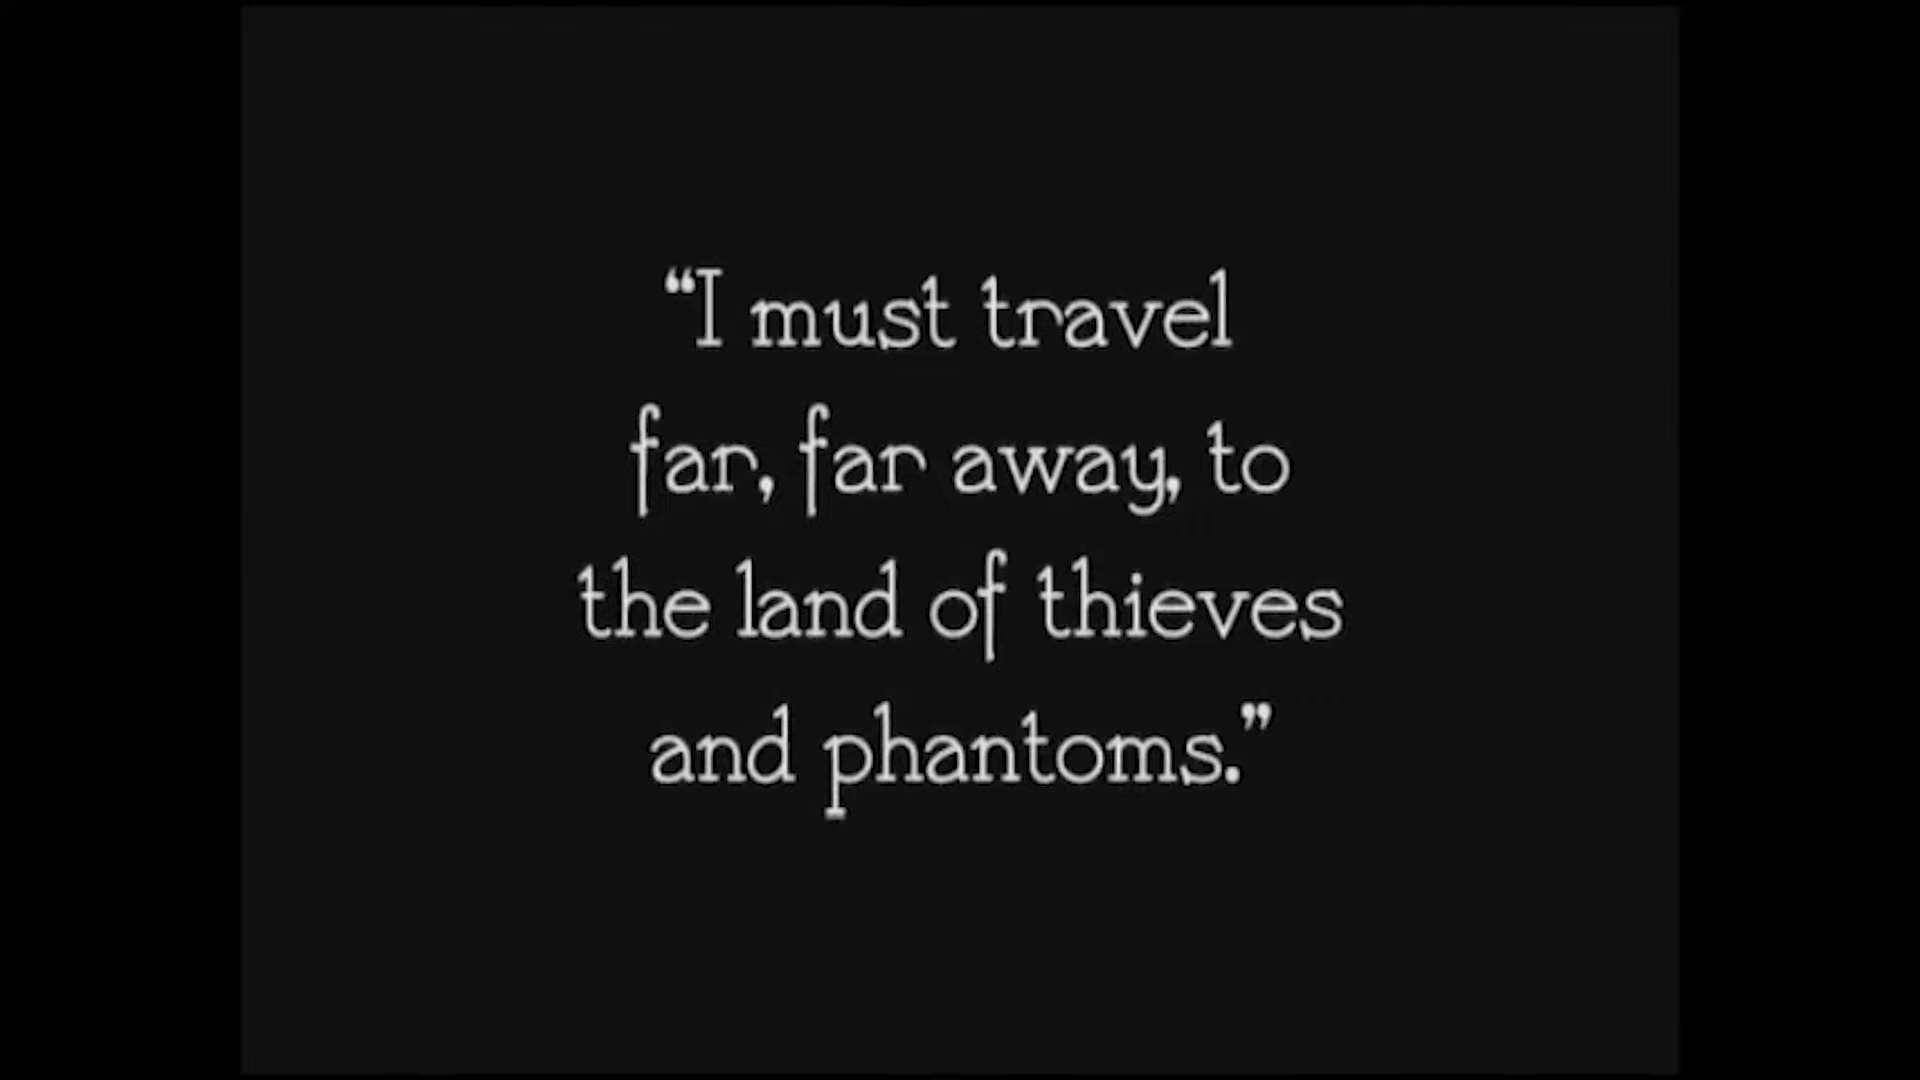 “I must travel
far, far away, to
the land of thieves
and phantoms.”